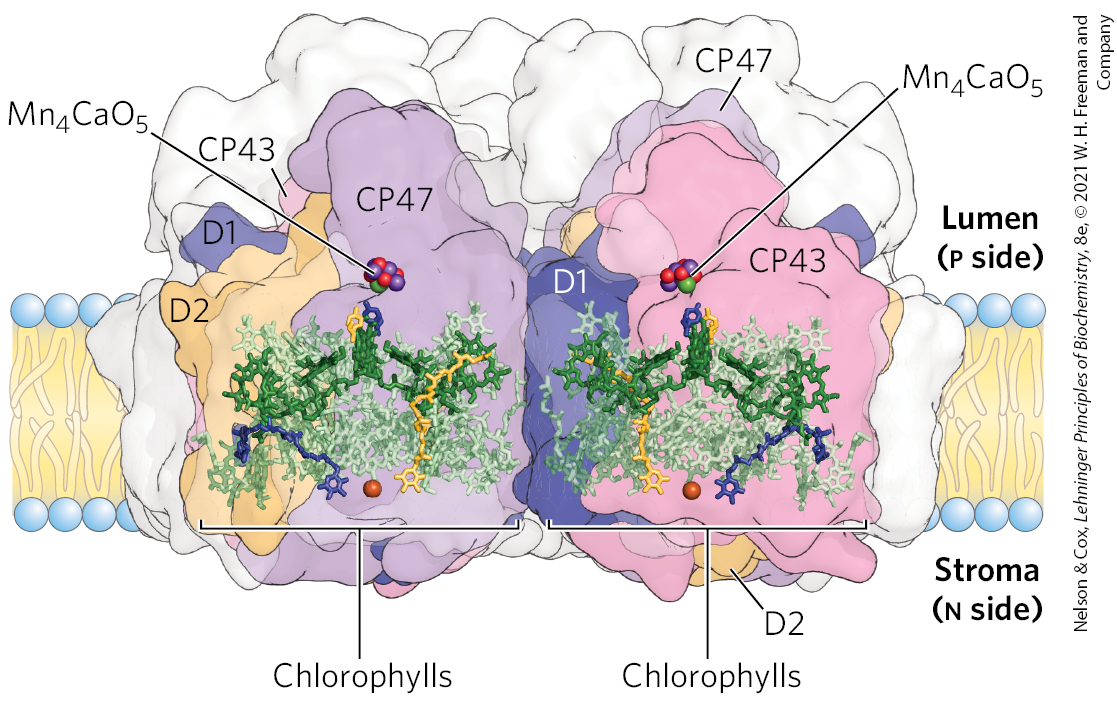 CP47
Mn₄CaO₅
Mn₄CaO₅
CP43
CP47
D1
Lumen
(P side)
D1
CP43
D2
Stroma
(N side)
D2
Chlorophylls
Chlorophylls
Nelson & Cox, Lehninger Principles of Biochemistry, 8e, © 2021 W. H. Freeman and
Company